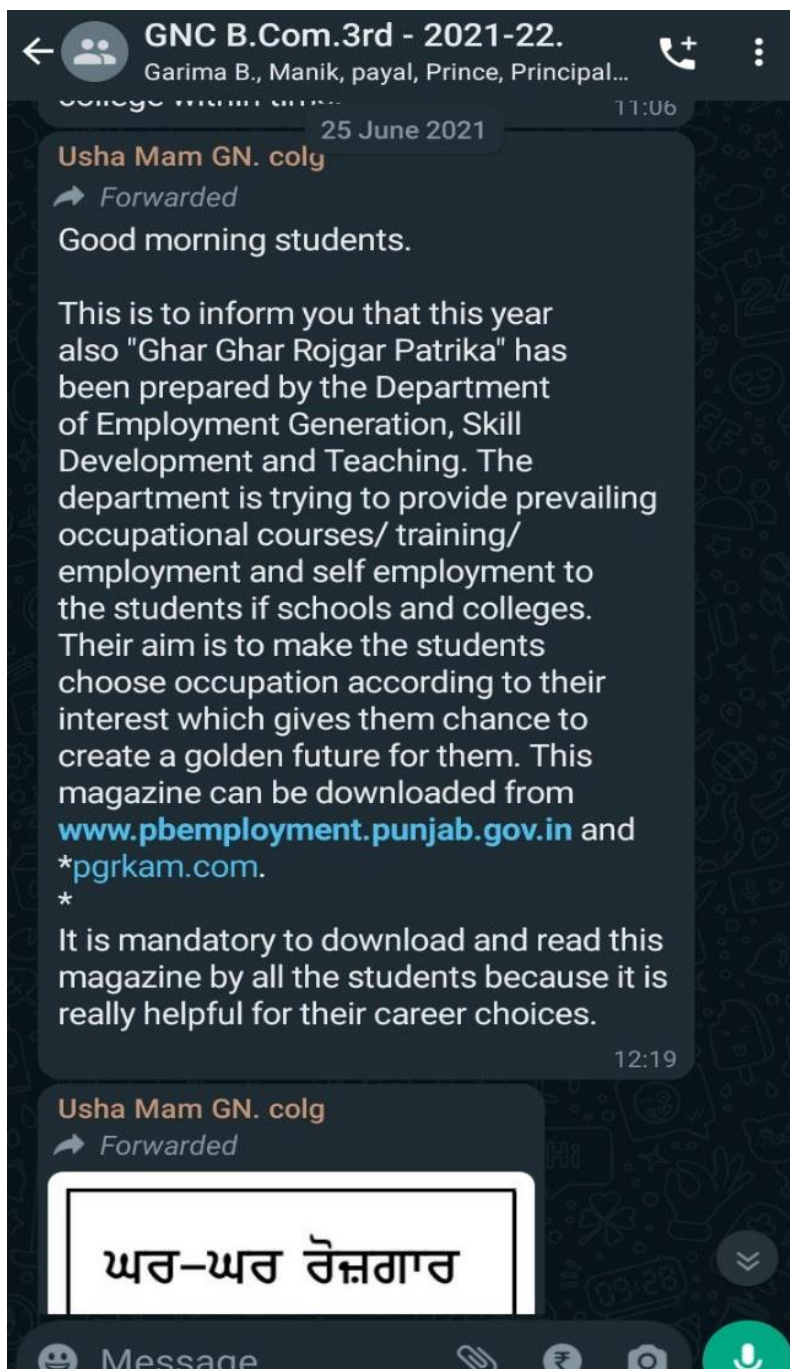 GNC B.Com.3rd - 2021-22.
Garima B., Manik, payal, Prince, Principal...
college within time.
11:06
25 June 2021
Usha Mam GN. colg
Forwarded
Good morning students.
This is to inform you that this year
also "Ghar Ghar Rojgar Patrika" has
been prepared by the Department
of Employment Generation, Skill
Development and Teaching. The
department is trying to provide prevailing
occupational courses/ training/
employment and self employment to
the students if schools and colleges.
Their aim is to make the students
choose occupation according to their
interest which gives them chance to
create a golden future for them. This
magazine can be downloaded from
www.pbemployment.punjab.gov.in and
*pgrkam.com.
*
It is mandatory to download and read this
magazine by all the students because it is
really helpful for their career choices.
12:19
Usha Mam GN. colg
Forwarded
ਘਰ-ਘਰ ਰੋਜ਼ਗਾਰ
Message